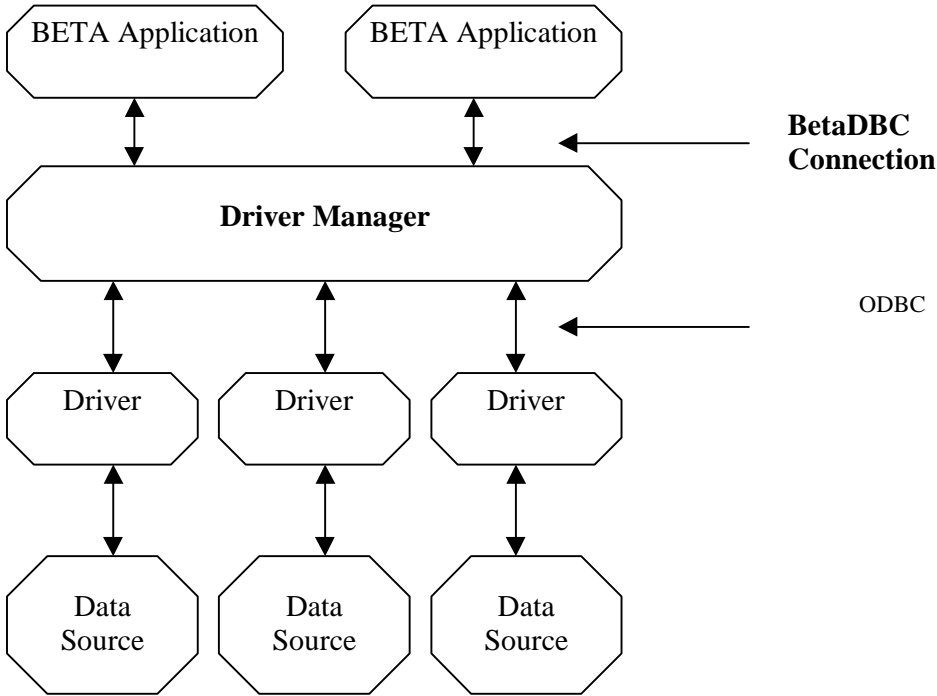 BETA Application
BETA Application
BetaDBC
Connection
Driver Manager
ODBC
Driver
Driver
Driver
Data
Source
Data
Source
Data
Source